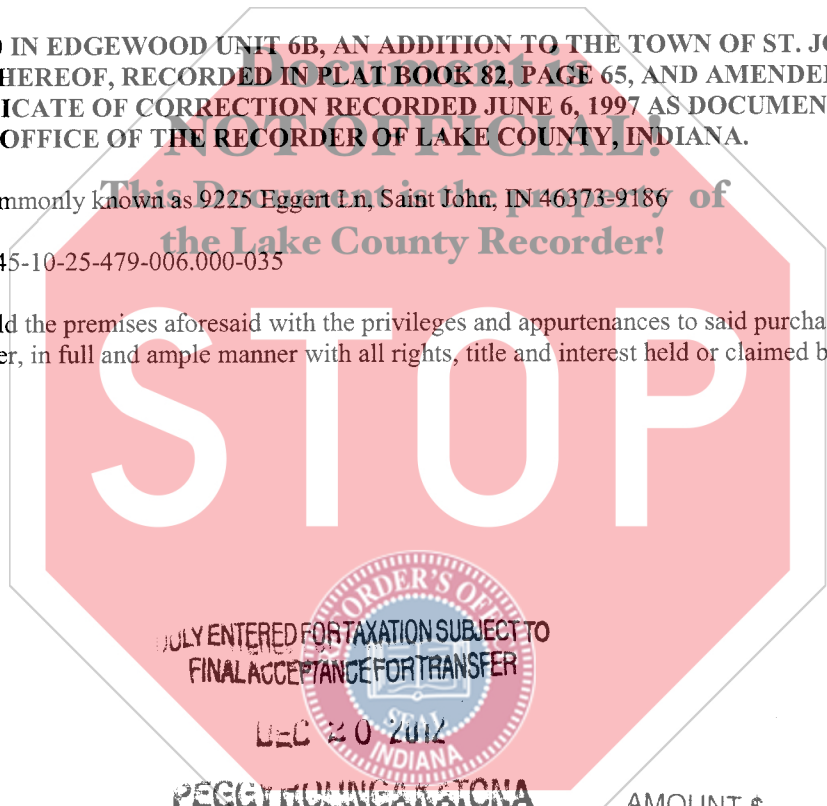 IN EDGEWOOD UNIT 6B, AN ADDITION TO THE TOWN OF ST. JO
HEREOF, RECORDED IN PLAT BOOK 82, PAGE 65, AND AMENDE
ICATE OF CORRECTION RECORDED JUNE 6, 1997 AS DOCUMEN
OFFICE OF THE RECORDER OF LAKE COUNTY, INDIANA.
Document is
NOT OFFICIAL!
This Document is the property of
the Lake County Recorder!
mmonly known as 9225 Eggert Ln, Saint John, IN 46373-9186
45-10-25-479-006.000-035
ld the premises aforesaid with the privileges and appurtenances to said purcha
er, in full and ample manner with all rights, title and interest held or claimed b
STOP
RECORDER'S OFFICE
SEAL
INDIANA
DULY ENTERED FOR TAXATION SUBJECT TO
FINAL ACCEPTANCE FOR TRANSFER
DEC 20 2012
PEGGY HOLINGA KATONA
AMOUNT $